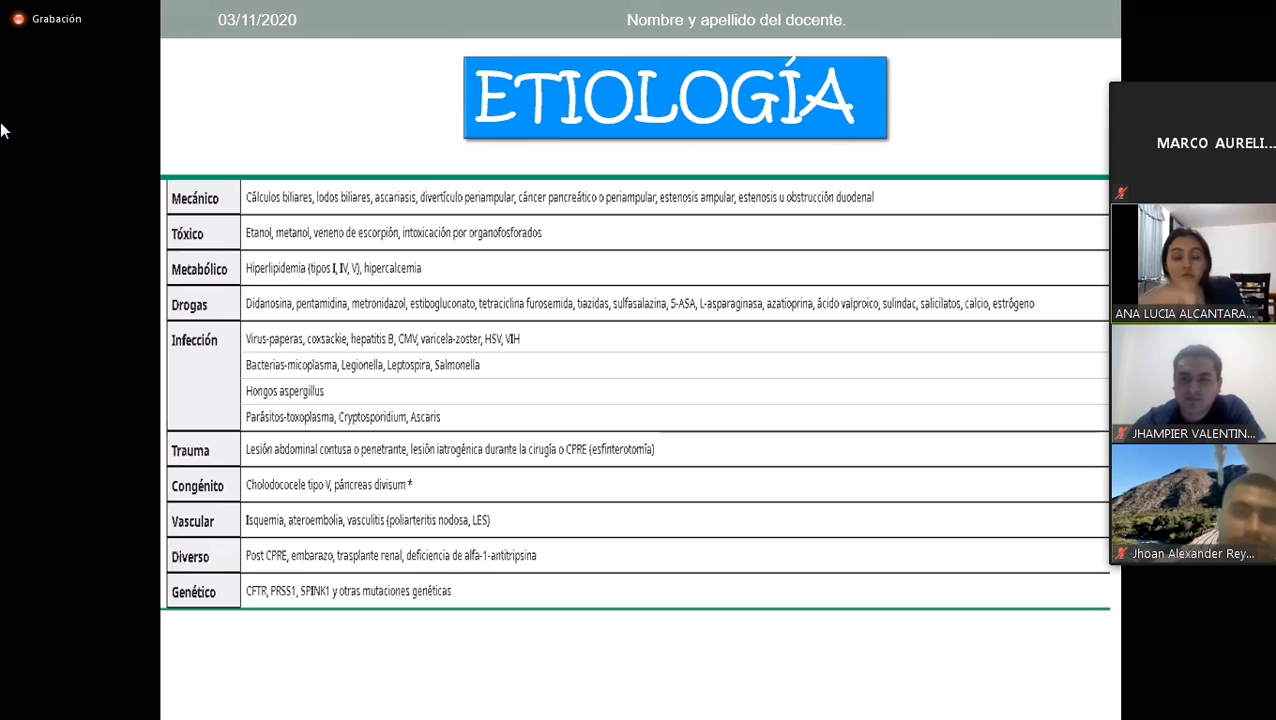 Grabación
03/11/2020
Nombre y apellido del docente.
ETIOLOGÍA
Mecánico Cálculos biliares, lodos biliares, ascariasis, divertículo periampular, cáncer pancreático o periampular, estenosis ampular, estenosis u obstrucción duodenal
Tóxico Etanol, metanol, veneno de escorpión, intoxicación por organofosforados
Metabólico Hiperlipidemia (tipos I, IV, V), hipercalcemia
Drogas Didanosina, pentamidina, metronidazol, estibogluconato, tetraciclina furosemida, tiazidas, sulfasalazina, 5-ASA, L-asparaginasa, azatioprina, ácido valproico, sulindac, salicilatos, calcio, estrógeno
Infección Virus-paperas, coxsackie, hepatitis B, CMV, varicela-zoster, HSV, VIH
Bacterias-micoplasma, Legionella, Leptospira, Salmonella
Hongos aspergillus
Parásitos-toxoplasma, Cryptosporidium, Ascaris
Trauma Lesión abdominal contusa o penetrante, lesión iatrogénica durante la cirugía o CPRE (esfinterotomía)
Congénito Cholodococele tipo V, páncreas divisum *
Vascular Isquemia, ateroembolia, vasculitis (poliarteritis nodosa, LES)
Diverso Post CPRE, embarazo, trasplante renal, deficiencia de alfa-1-antitripsina
Genético CFTR, PRSS1, SPINK1 y otras mutaciones genéticas
MARCO AURELI...
ANA LUCIA ALCANTARA...
JHAMPIER VALENTIN...
Jhoan Alexander Rey...